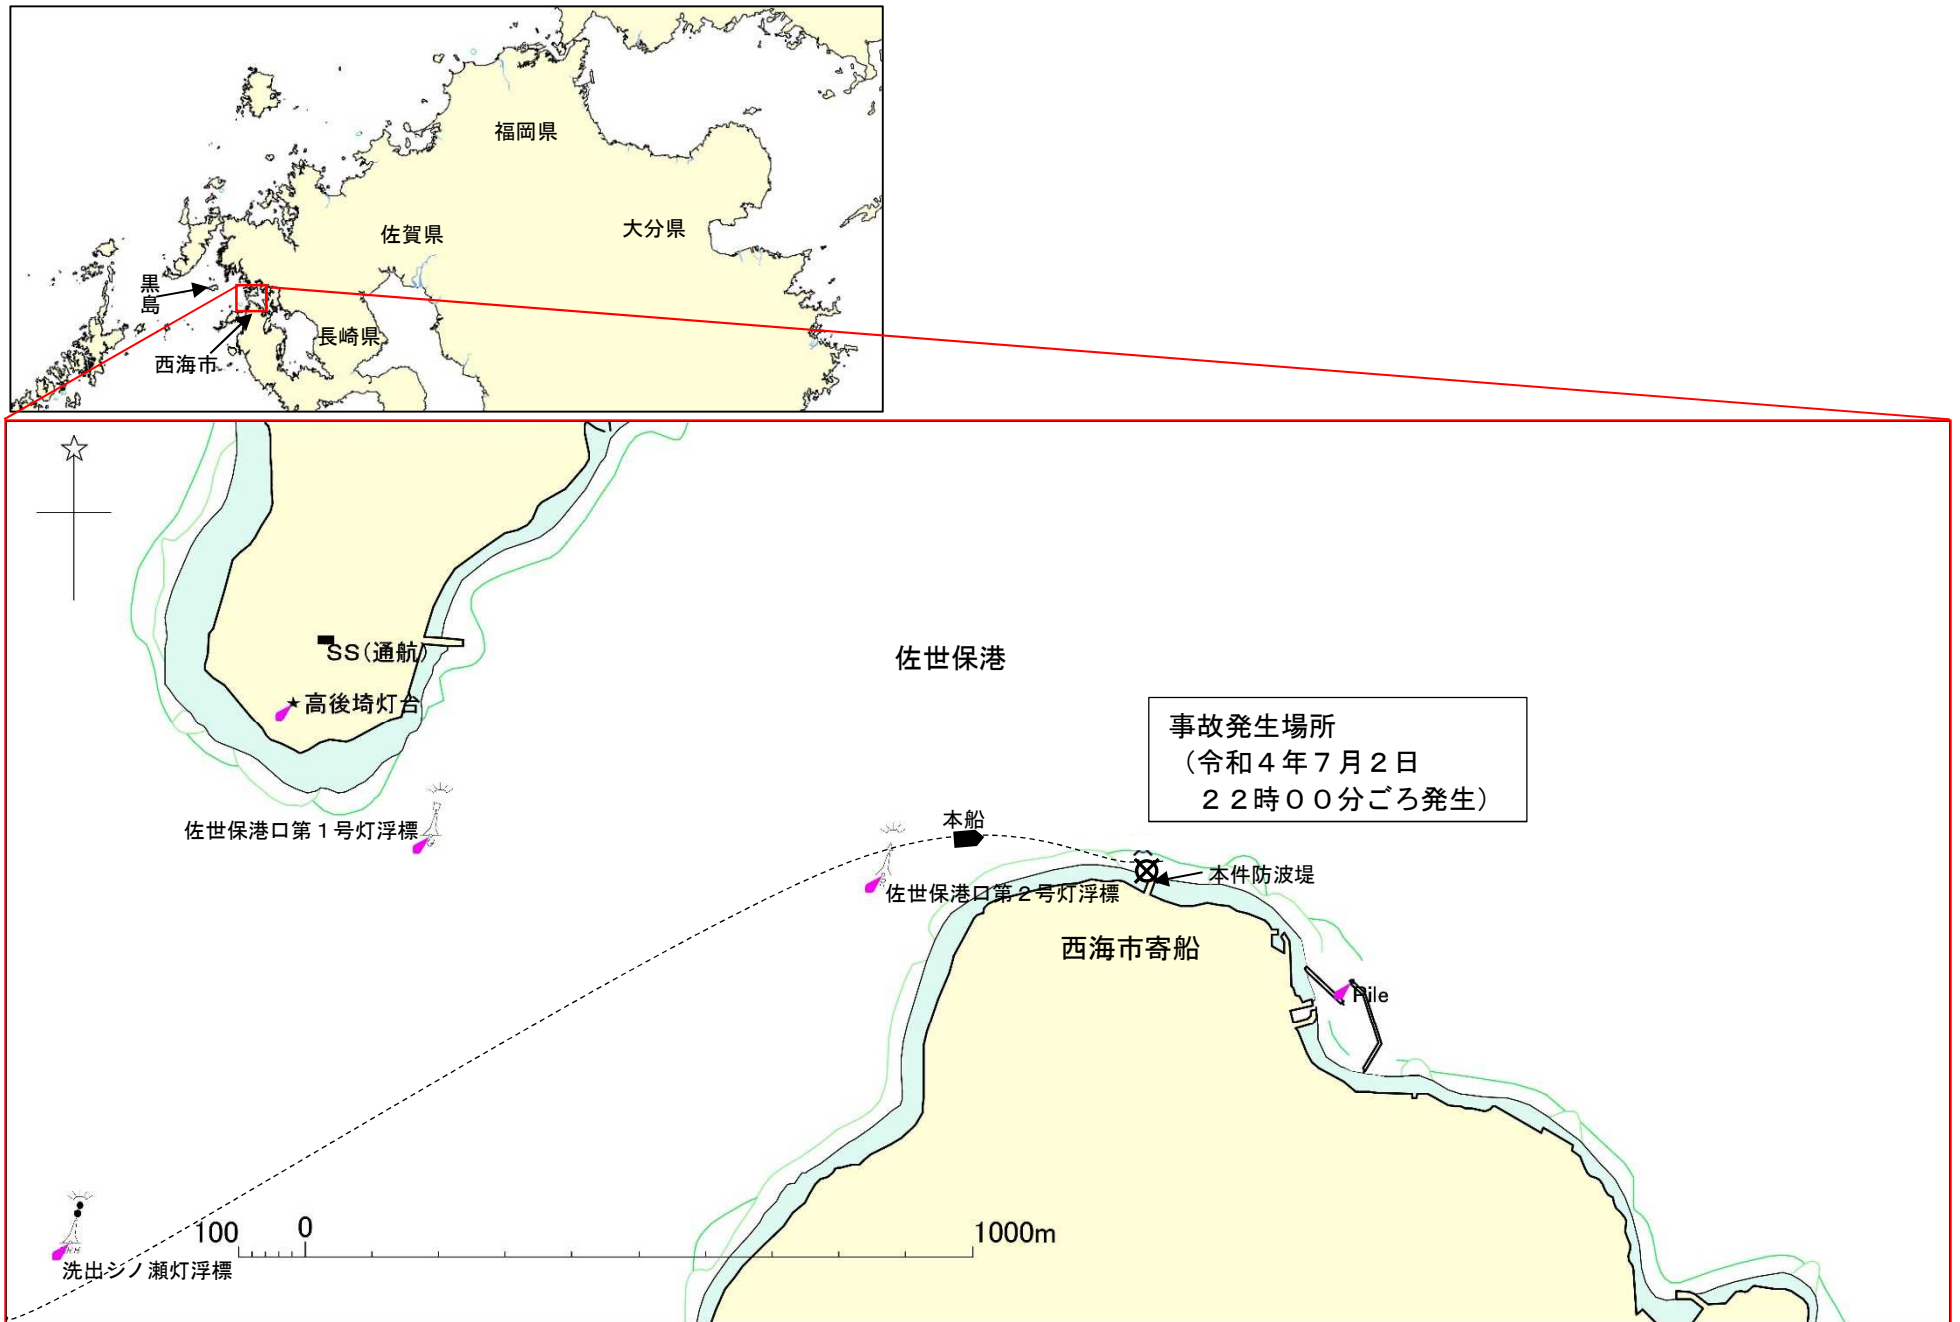 福岡県
佐賀県
大分県
黒島
長崎県
西海市
SS(通航)
高後埼灯台
佐世保港
事故発生場所
（令和４年７月２日
２２時００分ごろ発生）
佐世保港口第１号灯浮標
本船
本件防波堤
佐世保港口第２号灯浮標
西海市寄船
Pile
100 0 1000m
洗出シノ瀬灯浮標